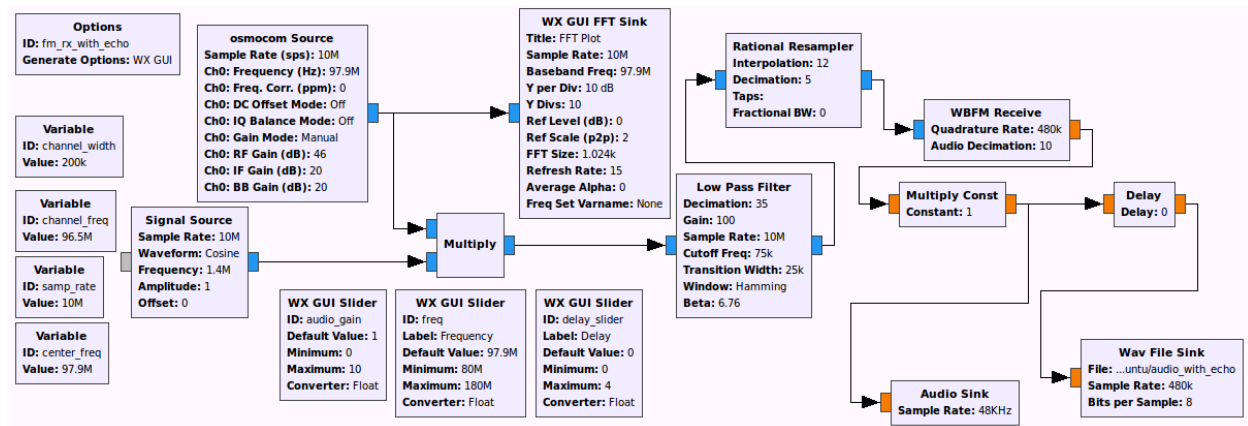 Options
ID: fm_rx_with_echo
Generate Options: WX GUI
Variable
ID: channel_width
Value: 200k
Variable
ID: channel_freq
Value: 96.5M
Variable
ID: samp_rate
Value: 10M
Variable
ID: center_freq
Value: 97.9M
osmocom Source
Sample Rate (sps): 10M
Ch0: Frequency (Hz): 97.9M
Ch0: Freq. Corr. (ppm): 0
Ch0: DC Offset Mode: Off
Ch0: IQ Balance Mode: Off
Ch0: Gain Mode: Manual
Ch0: RF Gain (dB): 46
Ch0: IF Gain (dB): 20
Ch0: BB Gain (dB): 20
Signal Source
Sample Rate: 10M
Waveform: Cosine
Frequency: 1.4M
Amplitude: 1
Offset: 0
WX GUI Slider
ID: audio_gain
Default Value: 1
Minimum: 0
Maximum: 10
Converter: Float
WX GUI Slider
ID: freq
Label: Frequency
Default Value: 97.9M
Minimum: 80M
Maximum: 180M
Converter: Float
WX GUI Slider
ID: delay_slider
Label: Delay
Default Value: 0
Minimum: 0
Maximum: 4
Converter: Float
WX GUI FFT Sink
Title: FFT Plot
Sample Rate: 10M
Baseband Freq: 97.9M
Y per Div: 10 dB
Y Divs: 10
Ref Level (dB): 0
Ref Scale (p2p): 2
FFT Size: 1.024k
Refresh Rate: 15
Average Alpha: 0
Freq Set Varname: None
Multiply
Low Pass Filter
Decimation: 35
Gain: 100
Sample Rate: 10M
Cutoff Freq: 75k
Transition Width: 25k
Window: Hamming
Beta: 6.76
Rational Resampler
Interpolation: 12
Decimation: 5
Taps:
Fractional BW: 0
WBFM Receive
Quadrature Rate: 480k
Audio Decimation: 10
Multiply Const
Constant: 1
Delay
Delay: 0
Audio Sink
Sample Rate: 48KHz
Wav File Sink
File: ...untu/audio_with_echo
Sample Rate: 480k
Bits per Sample: 8